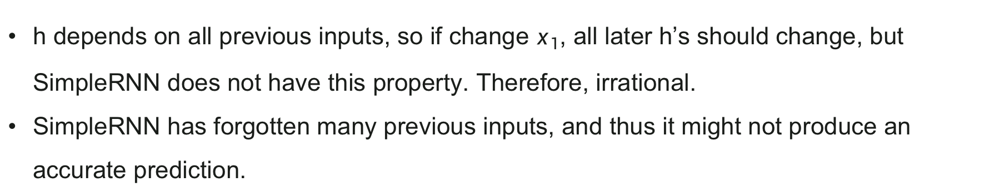 • h depends on all previous inputs, so if change x₁, all later h’s should change, but
SimpleRNN does not have this property. Therefore, irrational.
• SimpleRNN has forgotten many previous inputs, and thus it might not produce an
accurate prediction.